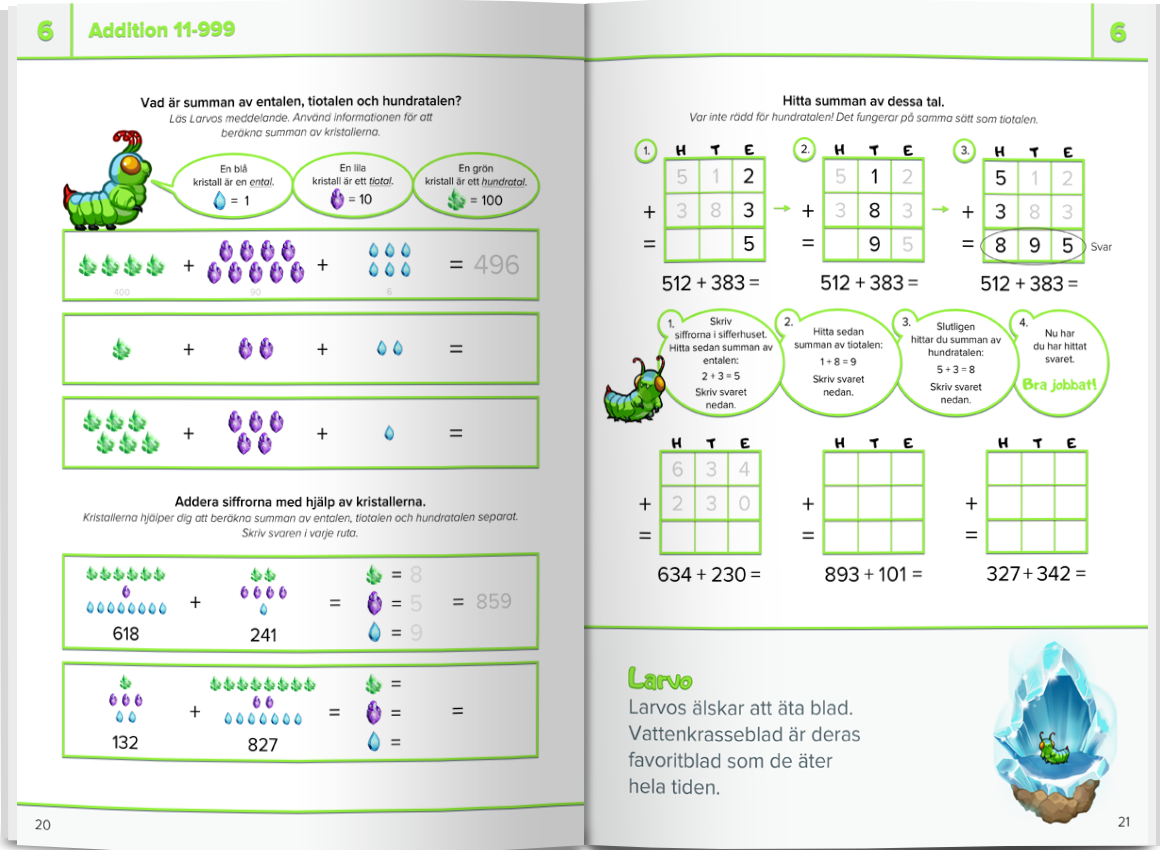 6
Addition 11-999
Vad är summan av entalen, tiotalen och hundratalen?
Läs Larvos meddelande. Använd informationen för att
beräkna summan av kristallerna.
En blå
kristall är en ental.
= 1
En lila
kristall är ett tiotal.
= 10
En grön
kristall är ett hundratal.
= 100
+ + = 496
400 90 6
+ + =
+ + =
Addera siffrorna med hjälp av kristallerna.
Kristallerna hjälper dig att beräkna summan av entalen, tiotalen och hundratalen separat.
Skriv svaren i varje ruta.
= 8
+ = = 5 = 859
= 9
618 241
=
+ = = =
=
132 827
20
6
Hitta summan av dessa tal.
Var inte rädd för hundratalen! Det fungerar på samma sätt som tiotalen.
1. H T E
5 1 2
+ 3 8 3
= 5
512 + 383 =
2. H T E
5 1 2
+ 3 8 3
= 9 5
512 + 383 =
3. H T E
5 1 2
+ 3 8 3
= 8 9 5 Svar
512 + 383 =
1. Skriv
siffrorna i sifferhuset.
Hitta sedan summan av
entalen:
2 + 3 = 5
Skriv svaret
nedan.
2. Hitta sedan
summan av tiotalen:
1 + 8 = 9
Skriv svaret
nedan.
3. Slutligen
hittar du summan av
hundratalen:
5 + 3 = 8
Skriv svaret
nedan.
4. Nu har
du har hittat
svaret.
Bra jobbat!
H T E
6 3 4
+ 2 3 0
=
634 + 230 =
H T E
+
=
893 + 101 =
H T E
+
=
327 + 342 =
Larvo
Larvos älskar att äta blad.
Vattenkrasseblad är deras
favoritblad som de äter
hela tiden.
21